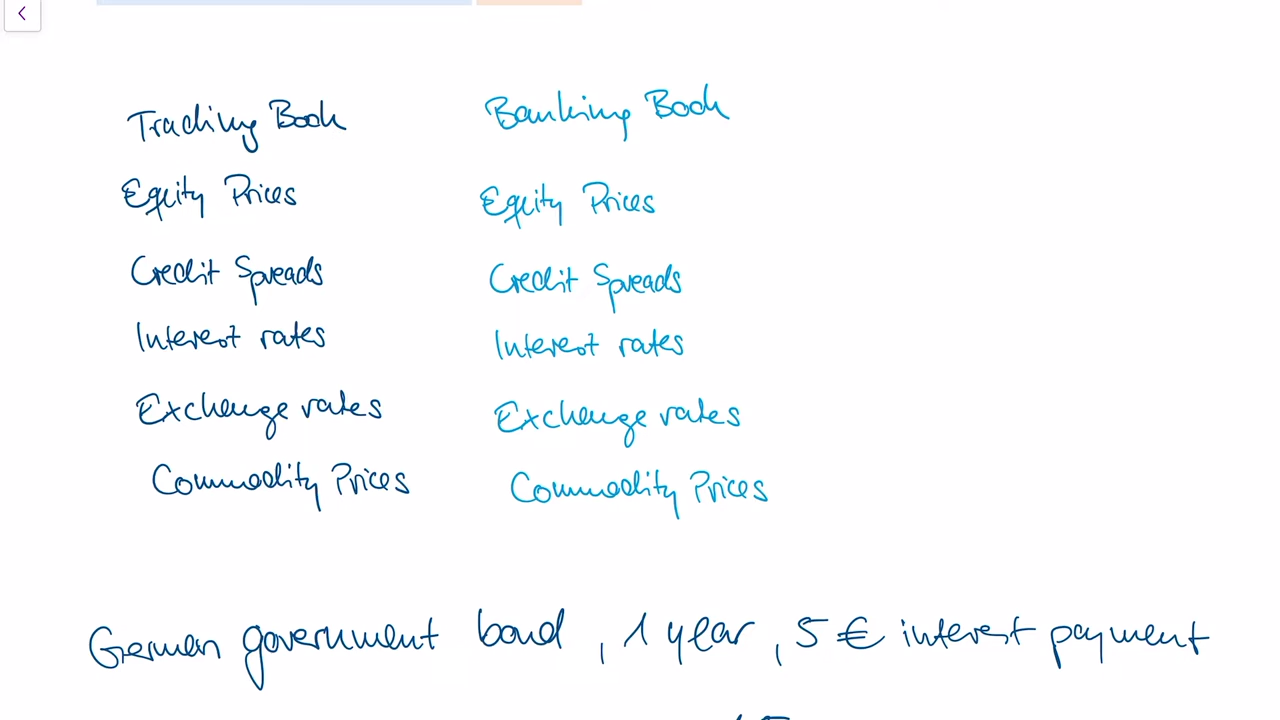 Trading Book
Banking Book
Equity Prices
Equity Prices
Credit Spreads
Credit Spreads
Interest rates
Interest rates
Exchange rates
Exchange rates
Commodity Prices
Commodity Prices
German government bond, 1 year, 5 € interest payment